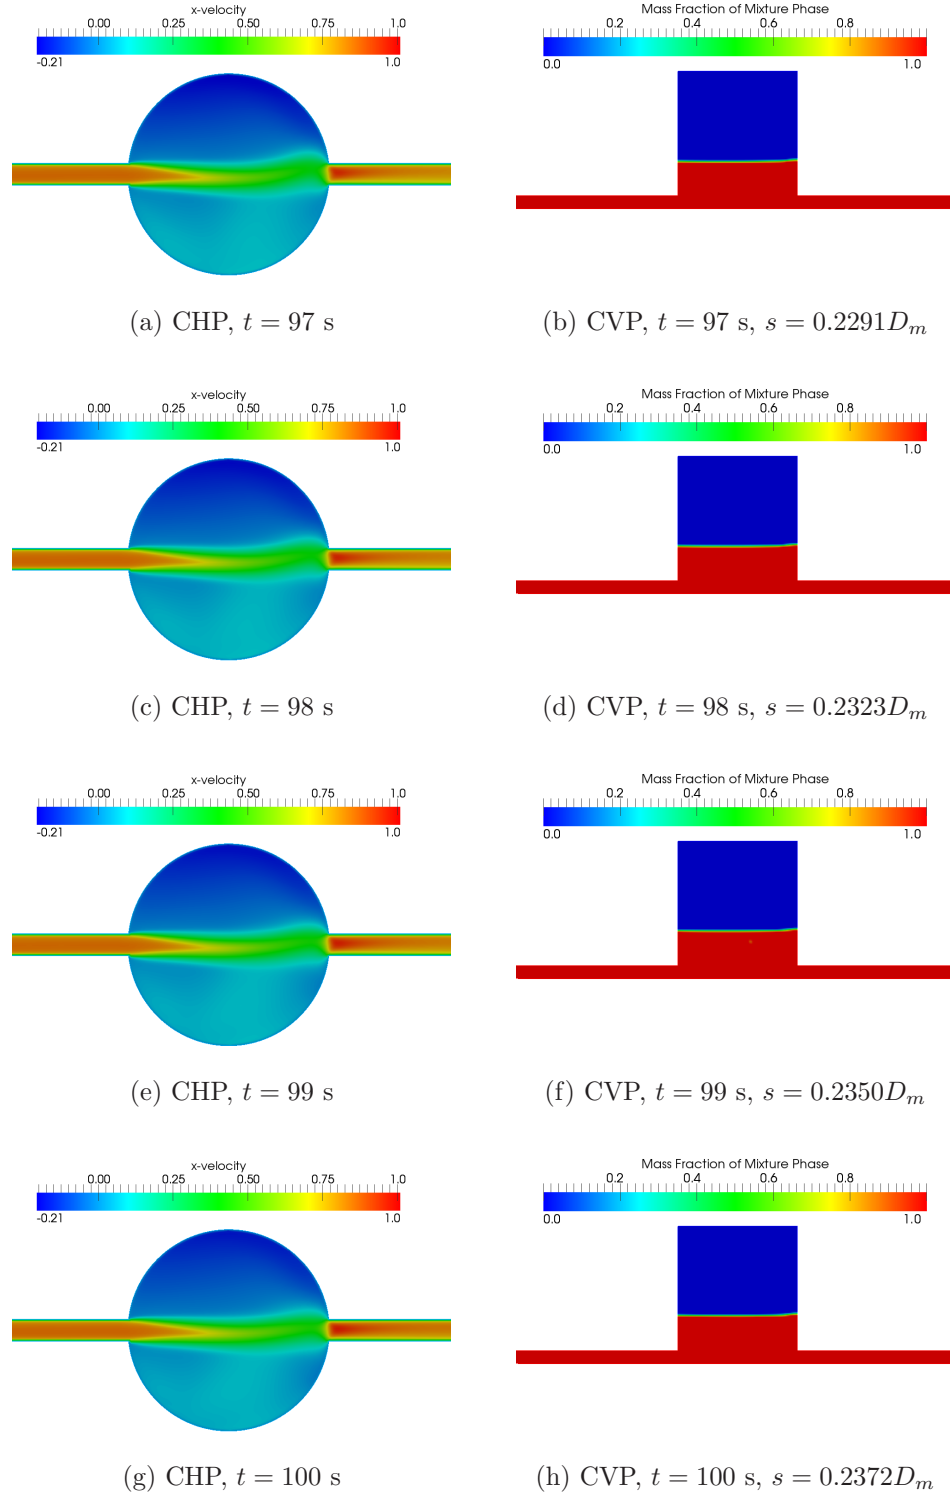 x-velocity
0.00 0.25 0.50 0.75 1.0
-0.21 1.0
Mass Fraction of Mixture Phase
0.2 0.4 0.6 0.8
0.0 1.0
(a) CHP, t = 97 s
(b) CVP, t = 97 s, s = 0.2291D_m
x-velocity
0.00 0.25 0.50 0.75 1.0
-0.21 1.0
Mass Fraction of Mixture Phase
0.2 0.4 0.6 0.8
0.0 1.0
(c) CHP, t = 98 s
(d) CVP, t = 98 s, s = 0.2323D_m
x-velocity
0.00 0.25 0.50 0.75 1.0
-0.21 1.0
Mass Fraction of Mixture Phase
0.2 0.4 0.6 0.8
0.0 1.0
(e) CHP, t = 99 s
(f) CVP, t = 99 s, s = 0.2350D_m
x-velocity
0.00 0.25 0.50 0.75 1.0
-0.21 1.0
Mass Fraction of Mixture Phase
0.2 0.4 0.6 0.8
0.0 1.0
(g) CHP, t = 100 s
(h) CVP, t = 100 s, s = 0.2372D_m